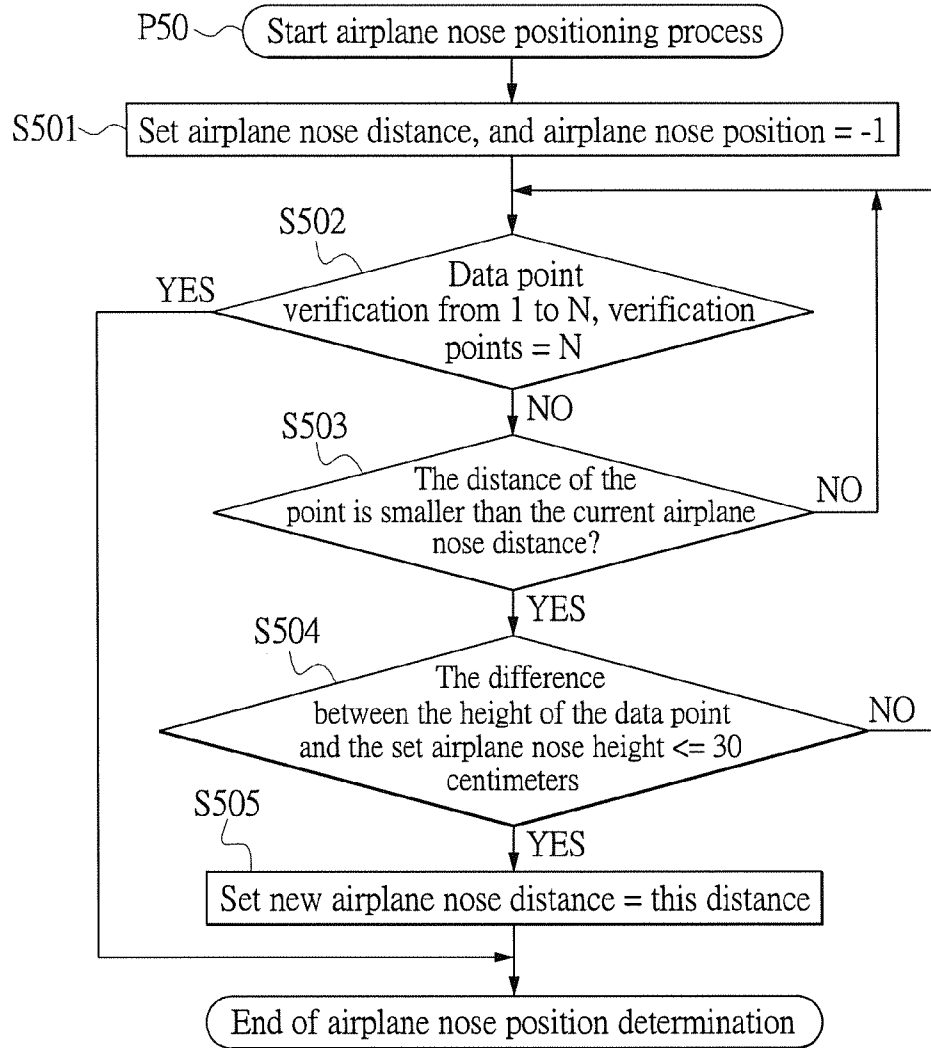 P50
Start airplane nose positioning process
S501
Set airplane nose distance, and airplane nose position = -1
S502
YES
Data point
verification from 1 to N, verification
points = N
NO
S503
The distance of the
point is smaller than the current airplane
nose distance?
NO
YES
S504
The difference
between the height of the data point
and the set airplane nose height <= 30
centimeters
NO
S505
YES
Set new airplane nose distance = this distance
End of airplane nose position determination